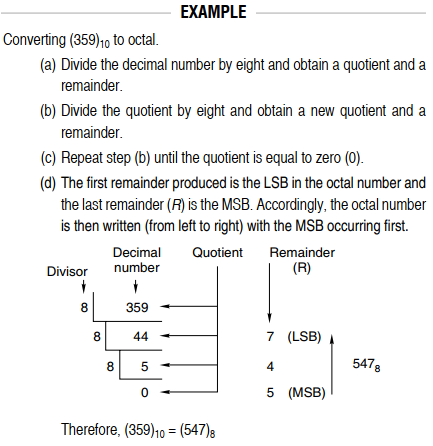 EXAMPLE
Converting (359)₁₀ to octal.
(a) Divide the decimal number by eight and obtain a quotient and a
remainder.
(b) Divide the quotient by eight and obtain a new quotient and a
remainder.
(c) Repeat step (b) until the quotient is equal to zero (0).
(d) The first remainder produced is the LSB in the octal number and
the last remainder (R) is the MSB. Accordingly, the octal number
is then written (from left to right) with the MSB occurring first.
Divisor Decimal number Quotient Remainder (R)
8 359
8 44 7 (LSB)
8 5 4 547₈
0 5 (MSB)
Therefore, (359)₁₀ = (547)₈